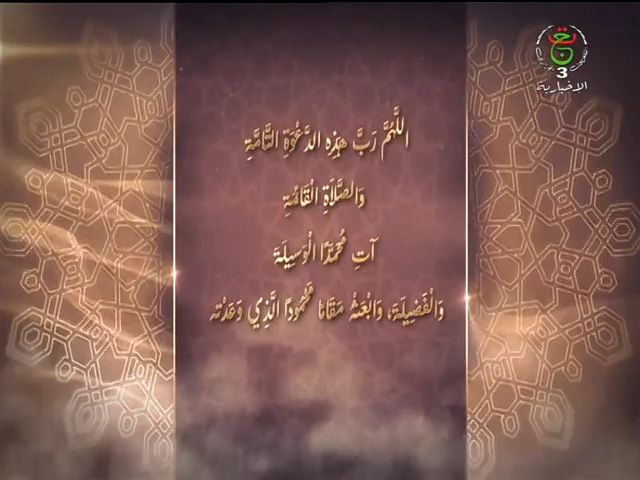 3
الإخبارية
اللَّهُمَّ رَبَّ هَذِهِ الدَّعْوَةِ التَّامَّةِ
وَالصَّلَاةِ الْقَائِمَةِ
آتِ مُحَمَّدًا الْوَسِيلَةَ
وَالْفَضِيلَةَ، وَابْعَثْهُ مَقَامًا مَحْمُودًا الَّذِي وَعَدْتَه